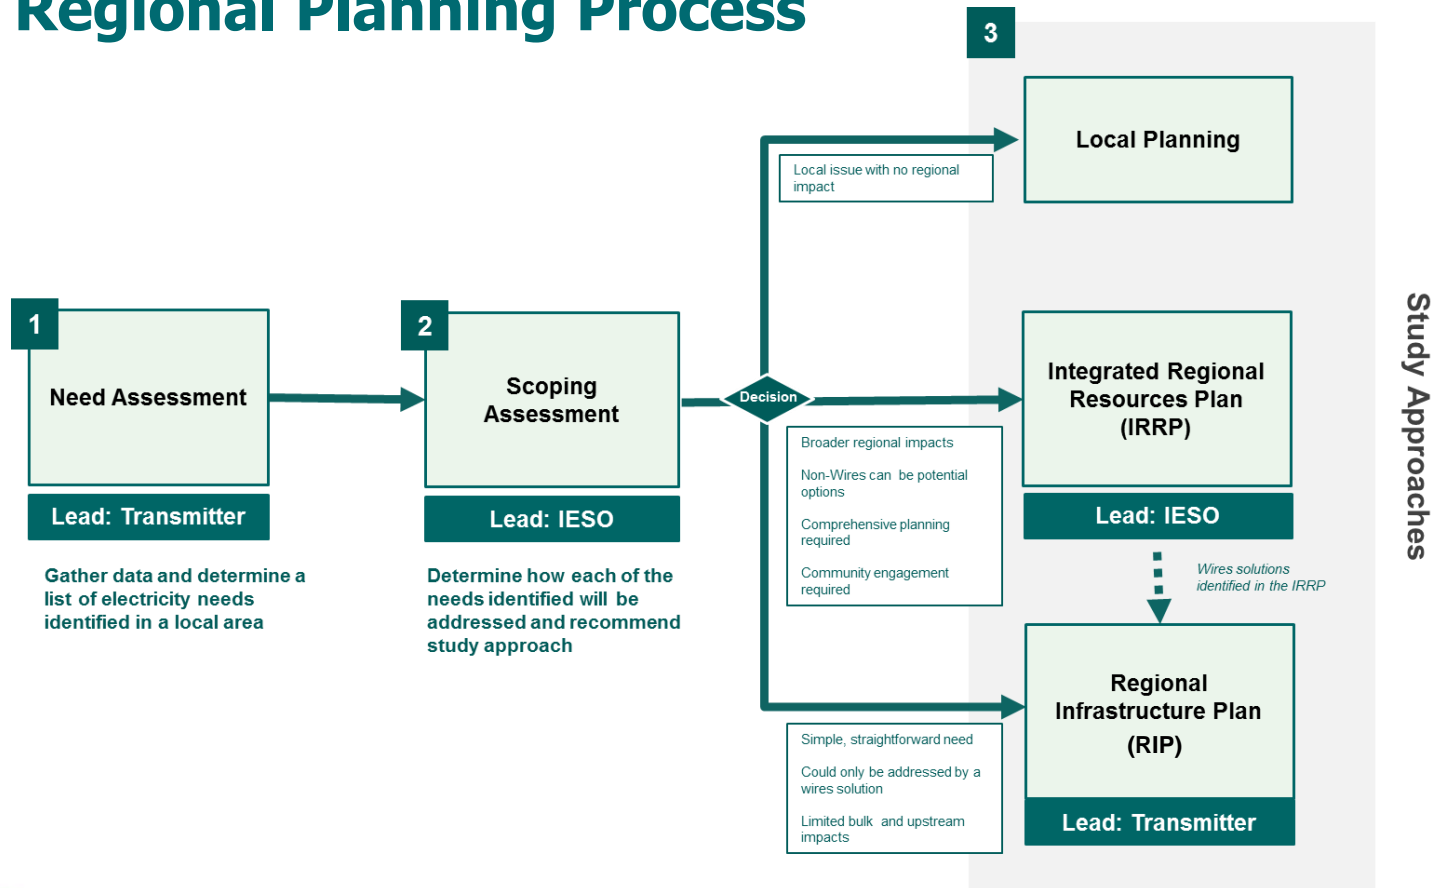 Regional Planning Process
3
Local Planning
Local issue with no regional
impact
1
Need Assessment
Lead: Transmitter
Gather data and determine a
list of electricity needs
identified in a local area
2
Scoping
Assessment
Lead: IESO
Determine how each of the
needs identified will be
addressed and recommend
study approach
Decision
Broader regional impacts
Non-Wires can be potential
options
Comprehensive planning
required
Community engagement
required
Integrated Regional
Resources Plan
(IRRP)
Lead: IESO
Wires solutions
identified in the IRRP
Simple, straightforward need
Could only be addressed by a
wires solution
Limited bulk and upstream
impacts
Regional
Infrastructure Plan
(RIP)
Lead: Transmitter
Study Approaches